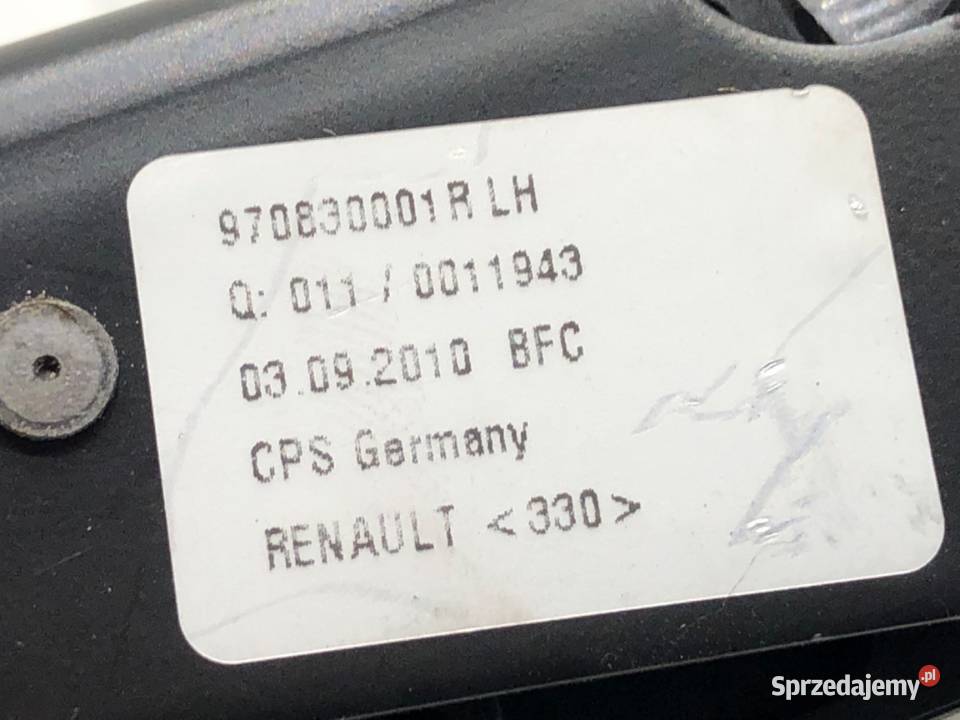 970830001R LH
Q: 011 / 0011943
03.09.2010 BFC
CPS Germany
RENAULT <330>
Sprzedajemy.pl